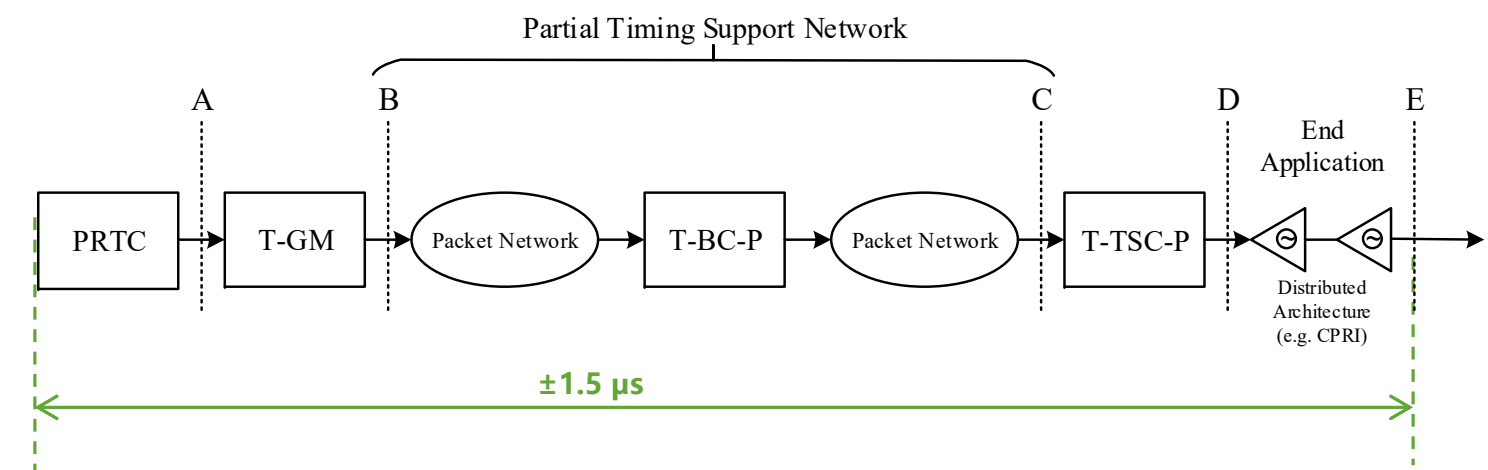 Partial Timing Support Network
A
B
C
D
E
End
Application
PRTC
T-GM
Packet Network
T-BC-P
Packet Network
T-TSC-P
Distributed
Architecture
(e.g. CPRI)
±1.5 µs